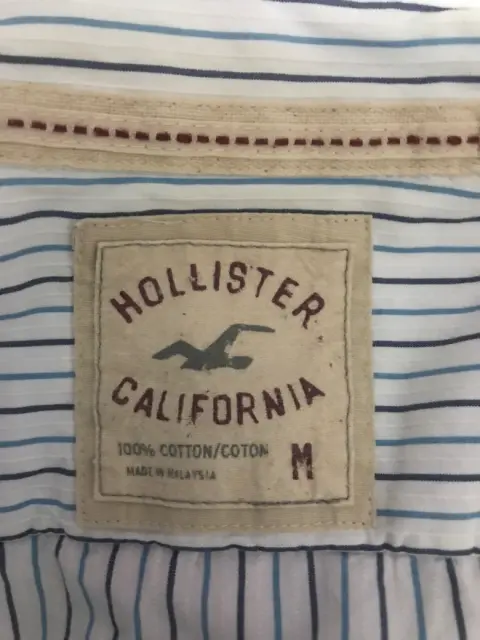 HOLLISTER
CALIFORNIA
100% COTTON/COTON
MADE IN MALAYSIA
M